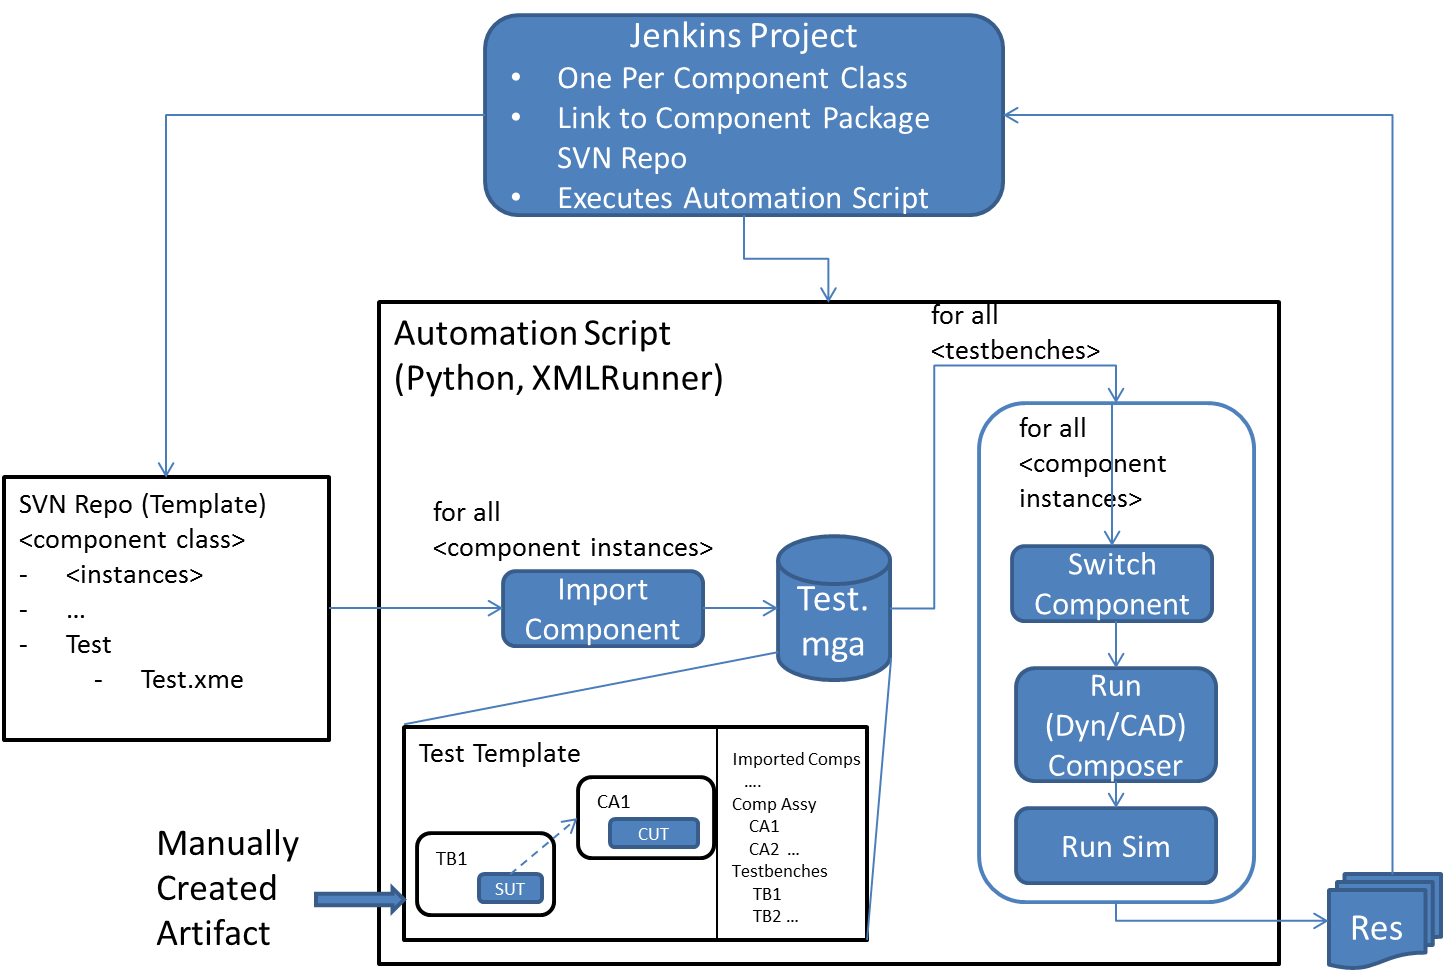 Jenkins Project
• One Per Component Class
• Link to Component Package
SVN Repo
• Executes Automation Script
Automation Script
(Python, XMLRunner)
for all
<testbenches>
for all
<component
instances>
Switch
Component
Run
(Dyn/CAD)
Composer
Run Sim
SVN Repo (Template)
<component class>
- <instances>
- ...
- Test
- Test.xme
for all
<component instances>
Import
Component
Test.
mga
Test Template
CA1
CUT
TB1
SUT
Imported Comps
....
Comp Assy
CA1
CA2 ...
Testbenches
TB1
TB2 ...
Manually
Created
Artifact
Res